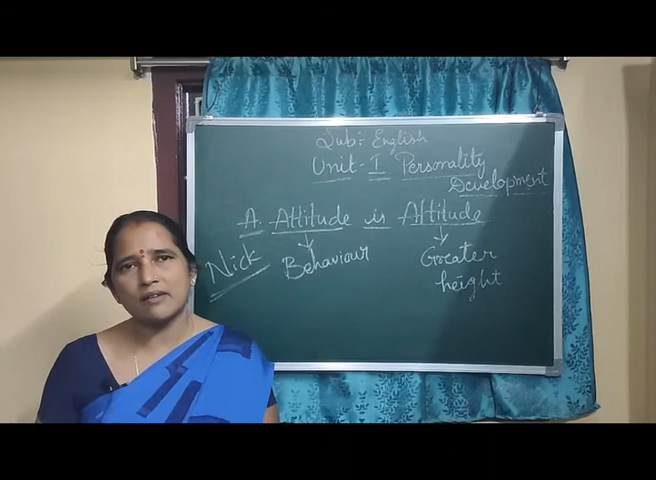 Sub:- English
Unit-I Personality
Development
A. Attitude is Altitude
Nick Behaviour Greater
height